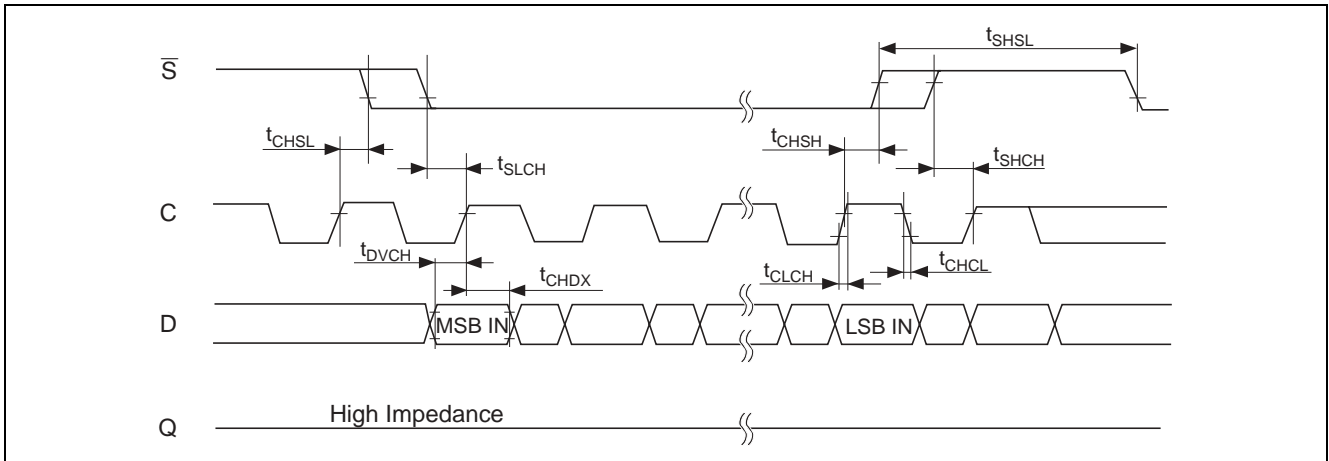 tSHSL
S̅
tCHSL
tSLCH
tCHSH
tSHCH
C
tDVCH
tCHDX
tCLCH
tCHCL
D
MSB IN
LSB IN
High Impedance
Q